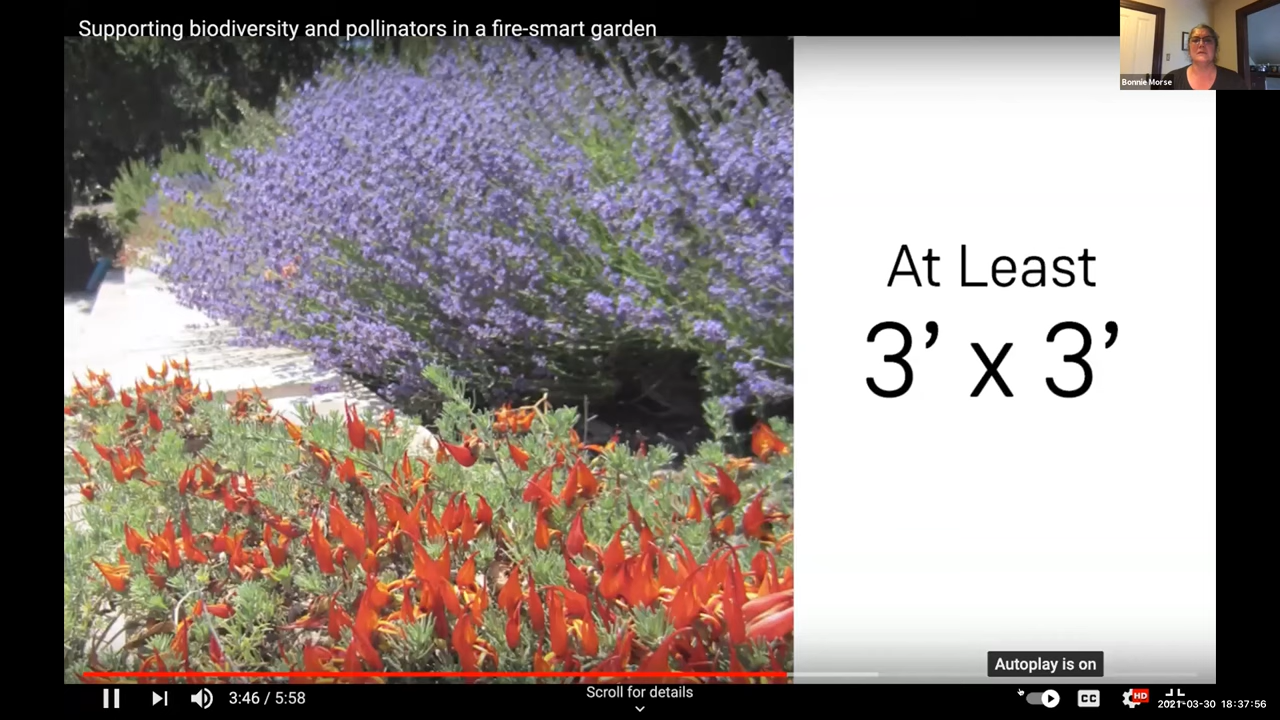 Supporting biodiversity and pollinators in a fire-smart garden
Bonnie Morse
At Least
3’ x 3’
Autoplay is on
3:46 / 5:58
Scroll for details
CC
HD
2021-03-30 18:37:56